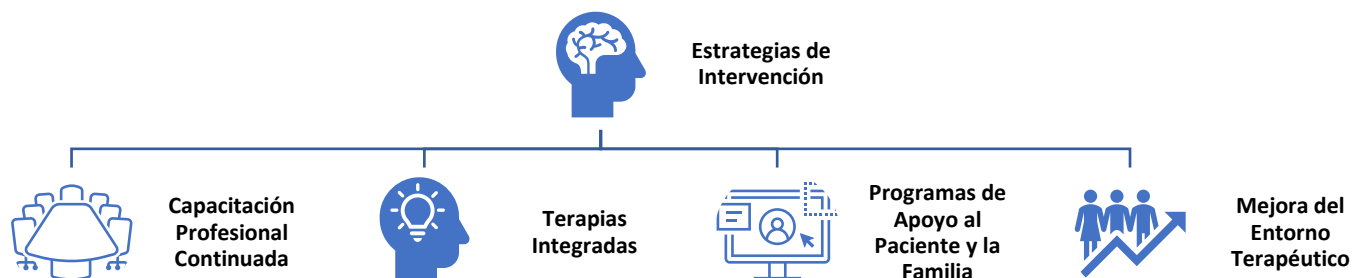 Estrategias de
Intervención
Capacitación
Profesional
Continuada
Terapias
Integradas
Programas de
Apoyo al
Paciente y la
Familia
Mejora del
Entorno
Terapéutico